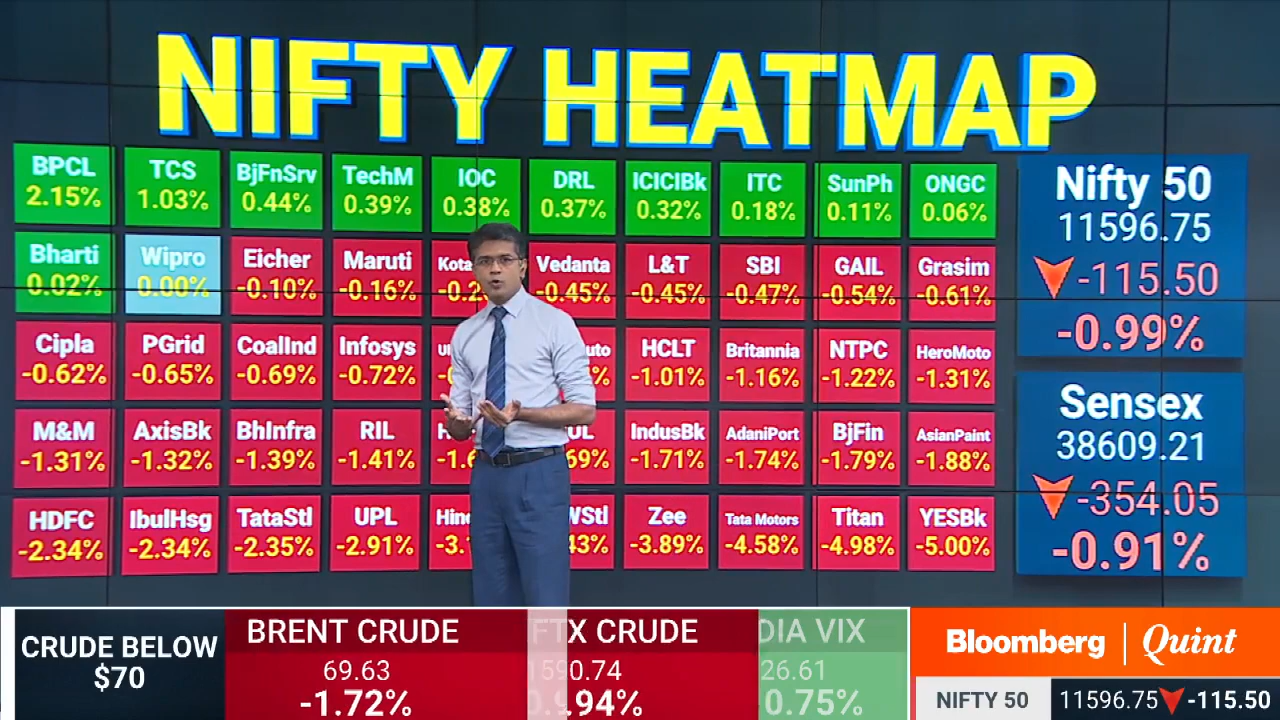 NIFTY HEATMAP
BPCL
2.15%
TCS
1.03%
BjFnSrv
0.44%
TechM
0.39%
IOC
0.38%
DRL
0.37%
ICICIBk
0.32%
ITC
0.18%
SunPh
0.11%
ONGC
0.06%
Bharti
0.02%
Wipro
0.00%
Eicher
-0.10%
Maruti
-0.16%
Vedanta
-0.45%
L&T
-0.45%
SBI
-0.47%
GAIL
-0.54%
Grasim
-0.61%
Cipla
-0.62%
PGrid
-0.65%
CoalInd
-0.69%
Infosys
-0.72%
HCLT
-1.01%
Britannia
-1.16%
NTPC
-1.22%
HeroMoto
-1.31%
M&M
-1.31%
AxisBk
-1.32%
BhInfra
-1.39%
RIL
-1.41%
IndusBk
-1.71%
AdaniPort
-1.74%
BjFin
-1.79%
AsianPaint
-1.88%
HDFC
-2.34%
IbulHsg
-2.34%
TataStl
-2.35%
UPL
-2.91%
Zee
-3.89%
Tata Motors
-4.58%
Titan
-4.98%
YESBk
-5.00%
Nifty 50
11596.75
-115.50
-0.99%
Sensex
38609.21
-354.05
-0.91%
CRUDE BELOW
$70
BRENT CRUDE
69.63
-1.72%
CRUDE
VIX
26.61
Bloomberg | Quint
NIFTY 50
11596.75
-115.50